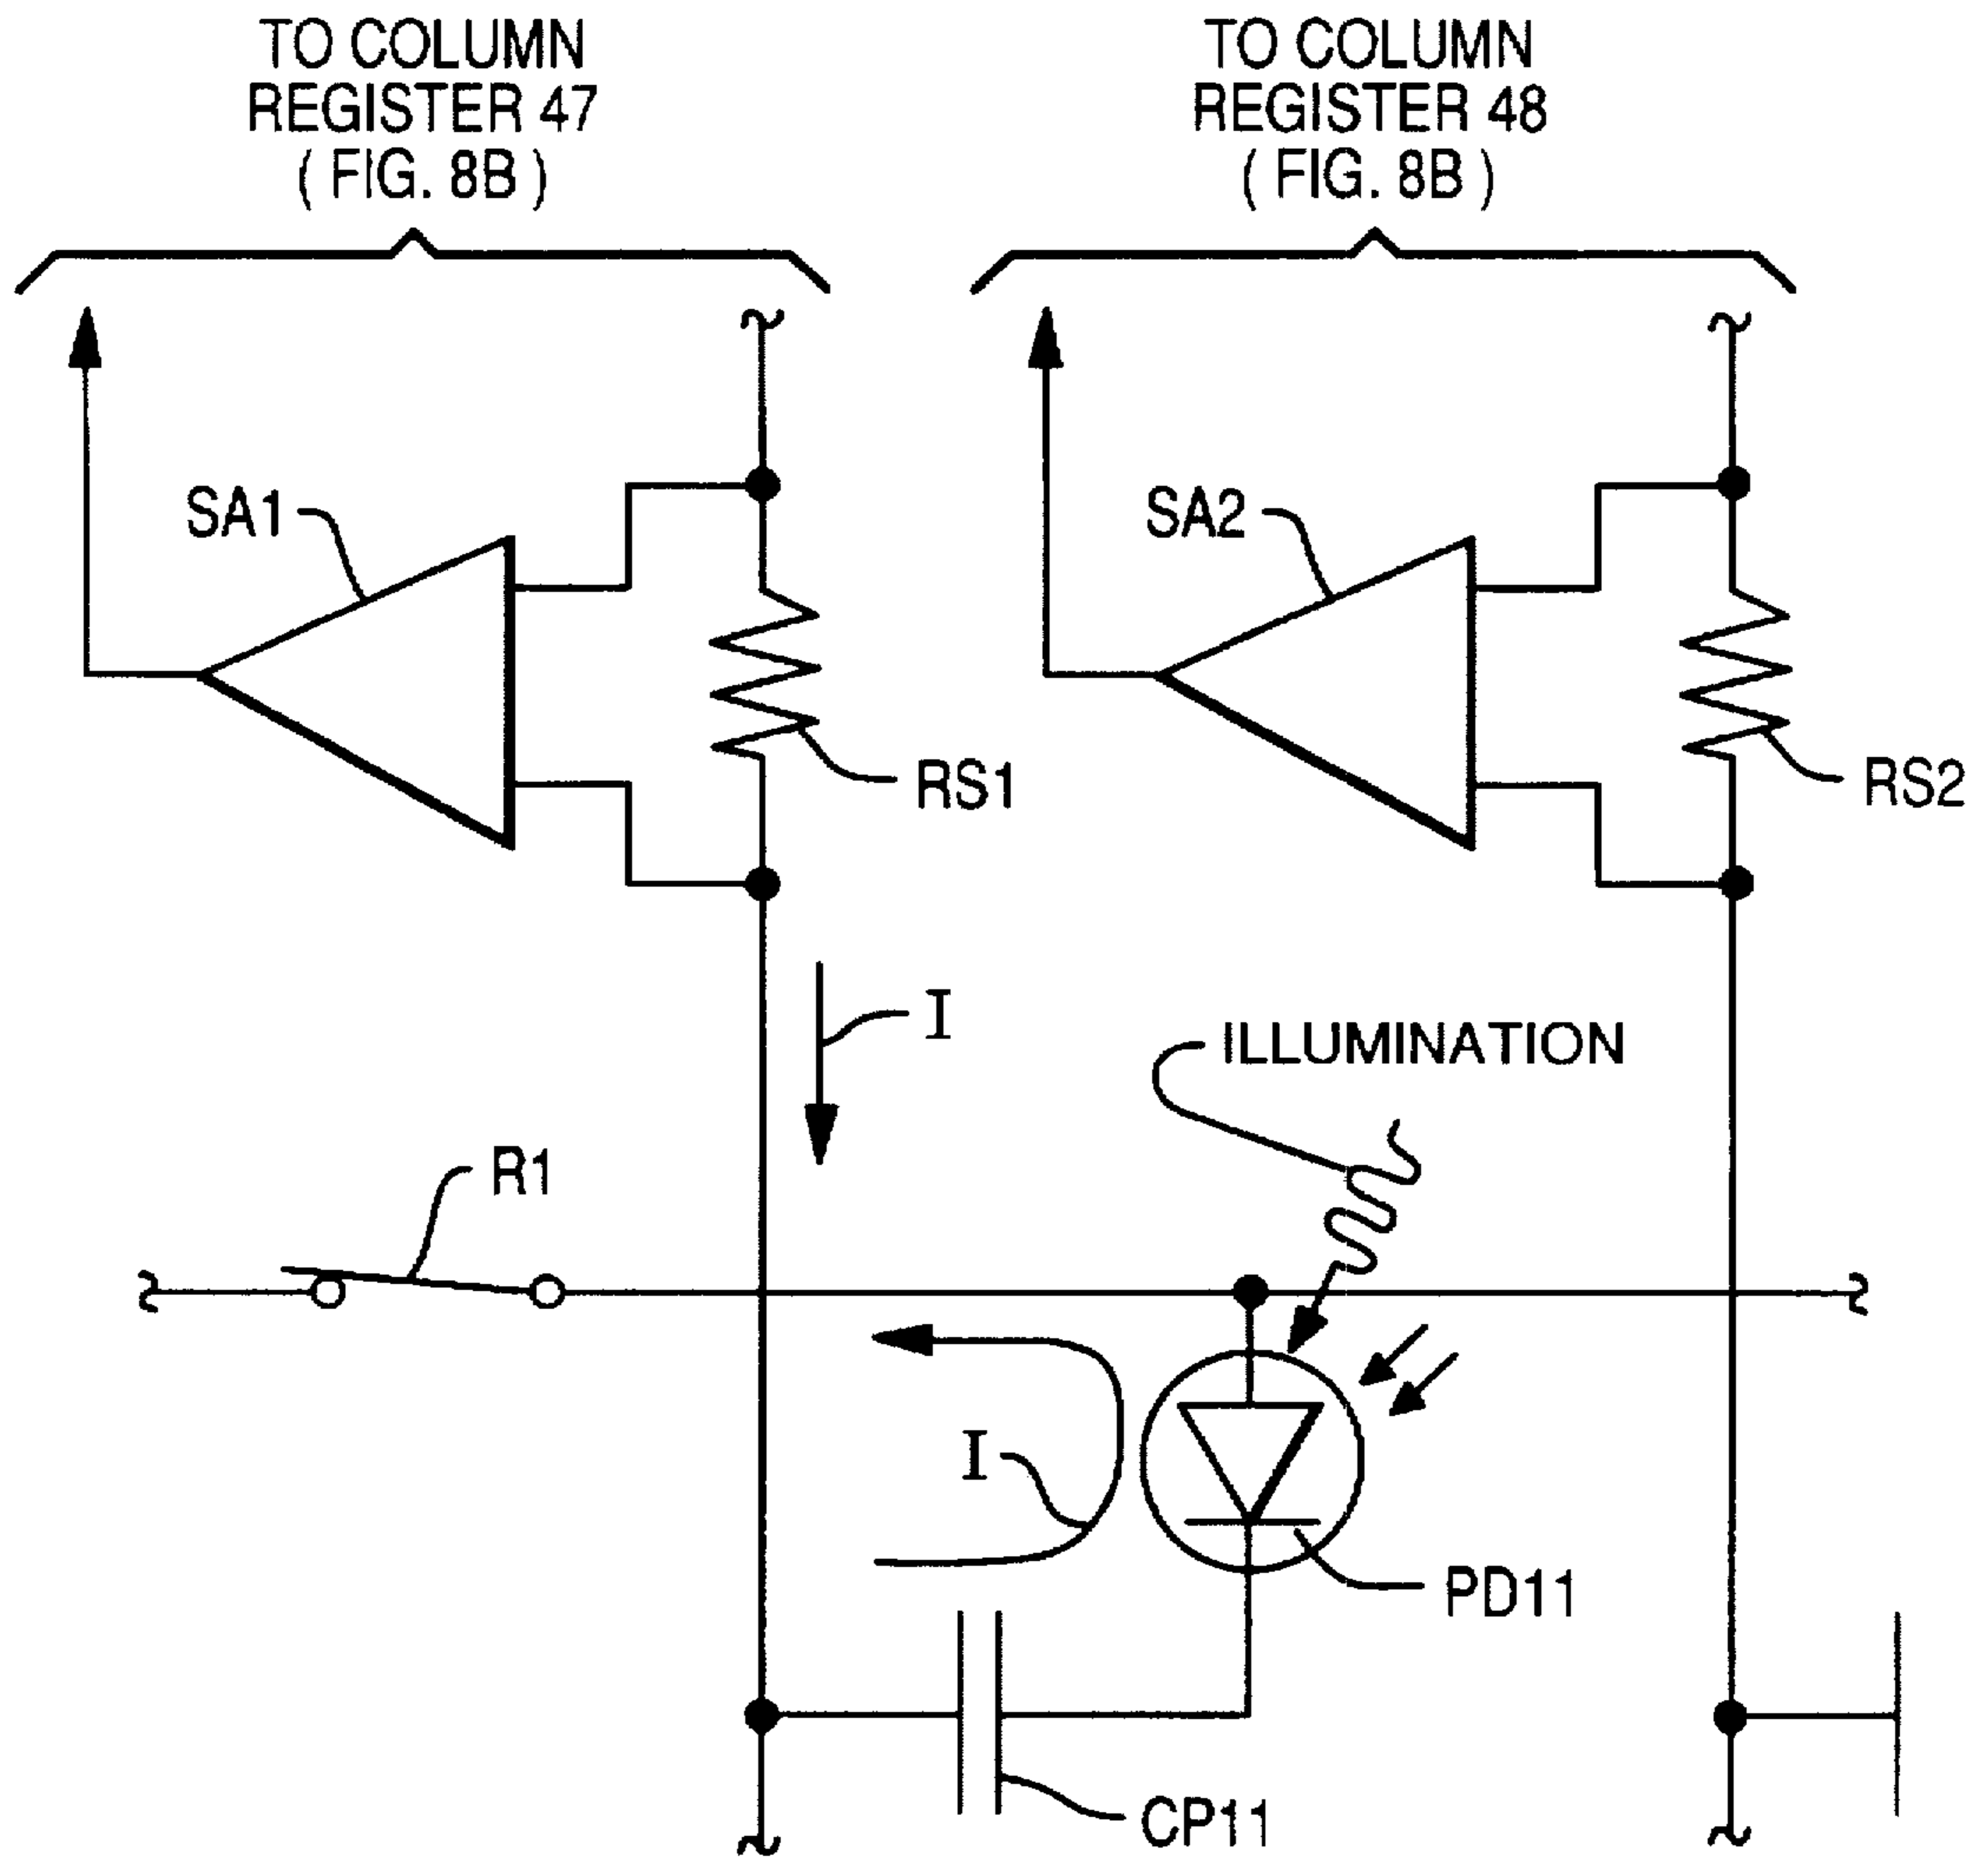 TO COLUMN
REGISTER 47
( FIG. 8B )
TO COLUMN
REGISTER 48
( FIG. 8B )
SA1
SA2
RS1
RS2
I
ILLUMINATION
R1
I
PD11
CP11